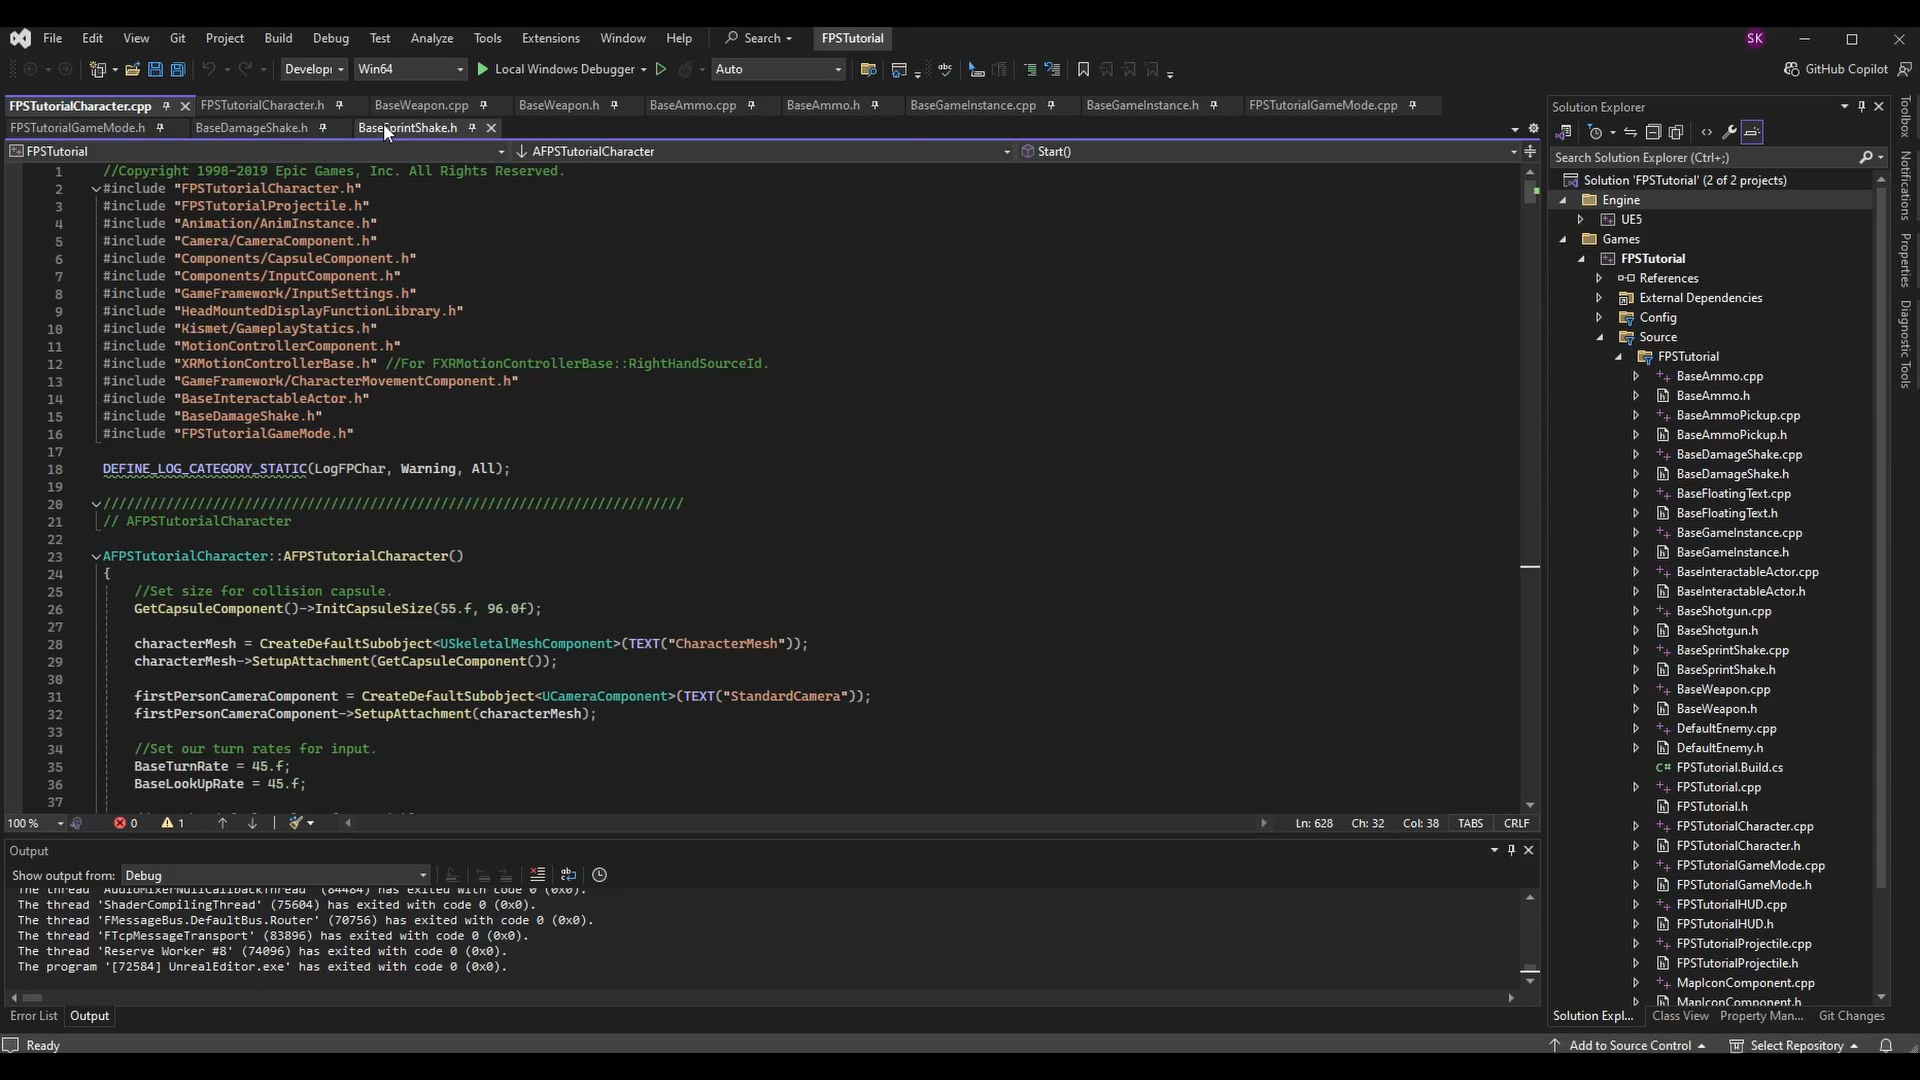 File Edit View Git Project Build Debug Test Analyze Tools Extensions Window Help Search FPSTutorial SK
Developi Win64 Local Windows Debugger Auto GitHub Copilot
FPSTutorialCharacter.cpp FPSTutorialCharacter.h BaseWeapon.cpp BaseWeapon.h BaseAmmo.cpp BaseAmmo.h BaseGameInstance.cpp BaseGameInstance.h FPSTutorialGameMode.cpp
FPSTutorialGameMode.h BaseDamageShake.h BaseSprintShake.h
FPSTutorial AFPSTutorialCharacter Start()
1 //Copyright 1998-2019 Epic Games, Inc. All Rights Reserved.
2 #include "FPSTutorialCharacter.h"
3 #include "FPSTutorialProjectile.h"
4 #include "Animation/AnimInstance.h"
5 #include "Camera/CameraComponent.h"
6 #include "Components/CapsuleComponent.h"
7 #include "Components/InputComponent.h"
8 #include "GameFramework/InputSettings.h"
9 #include "HeadMountedDisplayFunctionLibrary.h"
10 #include "Kismet/GameplayStatics.h"
11 #include "MotionControllerComponent.h"
12 #include "XRMotionControllerBase.h" //For FXRMotionControllerBase::RightHandSourceId.
13 #include "GameFramework/CharacterMovementComponent.h"
14 #include "BaseInteractableActor.h"
15 #include "BaseDamageShake.h"
16 #include "FPSTutorialGameMode.h"
17
18 DEFINE_LOG_CATEGORY_STATIC(LogFPChar, Warning, All);
19
20 //////////////////////////////////////////////////////////////////////////
21 // AFPSTutorialCharacter
22
23 AFPSTutorialCharacter::AFPSTutorialCharacter()
24 {
25 //Set size for collision capsule.
26 GetCapsuleComponent()->InitCapsuleSize(55.f, 96.0f);
27
28 characterMesh = CreateDefaultSubobject<USkeletalMeshComponent>(TEXT("CharacterMesh"));
29 characterMesh->SetupAttachment(GetCapsuleComponent());
30
31 firstPersonCameraComponent = CreateDefaultSubobject<UCameraComponent>(TEXT("StandardCamera"));
32 firstPersonCameraComponent->SetupAttachment(characterMesh);
33
34 //Set our turn rates for input.
35 BaseTurnRate = 45.f;
36 BaseLookUpRate = 45.f;
37
100 % 0 1 Ln: 628 Ch: 32 Col: 38 TABS CRLF
Output
Show output from: Debug
The thread 'AudioMixerNullCallbackThread' (84484) has exited with code 0 (0x0).
The thread 'ShaderCompilingThread' (75604) has exited with code 0 (0x0).
The thread 'FMessageBus.DefaultBus.Router' (70756) has exited with code 0 (0x0).
The thread 'FTcpMessageTransport' (83896) has exited with code 0 (0x0).
The thread 'Reserve Worker #8' (74096) has exited with code 0 (0x0).
The program '[72584] UnrealEditor.exe' has exited with code 0 (0x0).
Error List Output
Ready
Solution Explorer
Search Solution Explorer (Ctrl+;)
Solution 'FPSTutorial' (2 of 2 projects)
Engine
UE5
Games
FPSTutorial
References
External Dependencies
Config
Source
FPSTutorial
BaseAmmo.cpp
BaseAmmo.h
BaseAmmoPickup.cpp
BaseAmmoPickup.h
BaseDamageShake.cpp
BaseDamageShake.h
BaseFloatingText.cpp
BaseFloatingText.h
BaseGameInstance.cpp
BaseGameInstance.h
BaseInteractableActor.cpp
BaseInteractableActor.h
BaseShotgun.cpp
BaseShotgun.h
BaseSprintShake.cpp
BaseSprintShake.h
BaseWeapon.cpp
BaseWeapon.h
DefaultEnemy.cpp
DefaultEnemy.h
C# FPSTutorial.Build.cs
FPSTutorial.cpp
FPSTutorial.h
FPSTutorialCharacter.cpp
FPSTutorialCharacter.h
FPSTutorialGameMode.cpp
FPSTutorialGameMode.h
FPSTutorialHUD.cpp
FPSTutorialHUD.h
FPSTutorialProjectile.cpp
FPSTutorialProjectile.h
MapIconComponent.cpp
MapIconComponent.h
Solution Expl... Class View Property Man... Git Changes
Add to Source Control Select Repository
Toolbox
Notifications
Properties
Diagnostic Tools